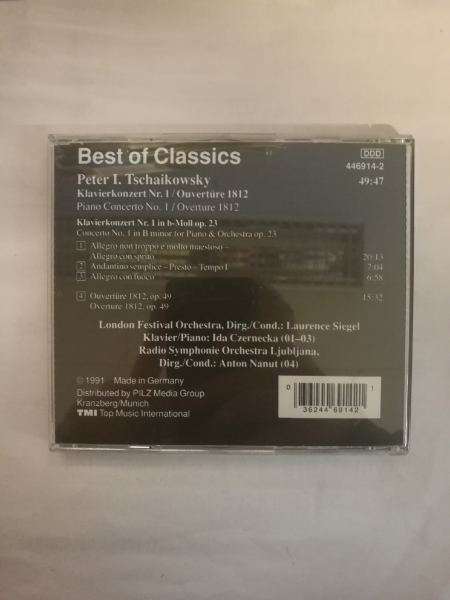 Best of Classics
DDD
446914-2
Peter I. Tschaikowsky 49:47
Klavierkonzert Nr. 1 / Ouvertüre 1812
Piano Concerto No. 1 / Overture 1812
Klavierkonzert Nr. 1 in b-Moll op. 23
Concerto No. 1 in B minor for Piano & Orchestra op. 23
1 Allegro non troppo e molto maestoso –
Allegro con sprito 20:13
2 Andantino semplice – Presto – Tempo I 7:04
3 Allegro con fuoco 6:58
4 Ouvertüre 1812, op. 49 15:32
Overture 1812, op. 49
London Festival Orchestra, Dirg./Cond.: Laurence Siegel
Klavier/Piano: Ida Czernecka (01–03)
Radio Symphonie Orchestra Ljubljana,
Dirg./Cond.: Anton Nanut (04)
© 1991 Made in Germany
Distributed by PILZ Media Group
Kranzberg/Munich
TMI Top Music International
0 1
36244 69142